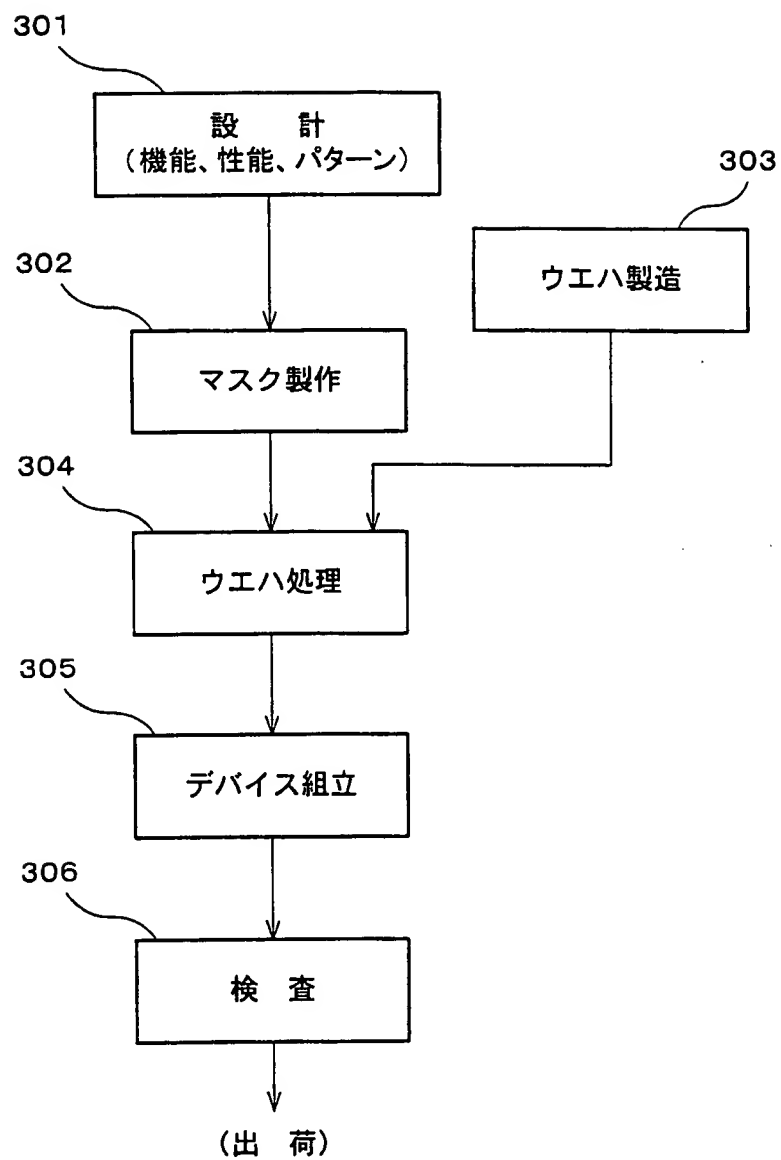 301
設 計
(機能、性能、パターン)
303
ウエハ製造
302
マスク製作
304
ウエハ処理
305
デバイス組立
306
検 査
(出 荷)